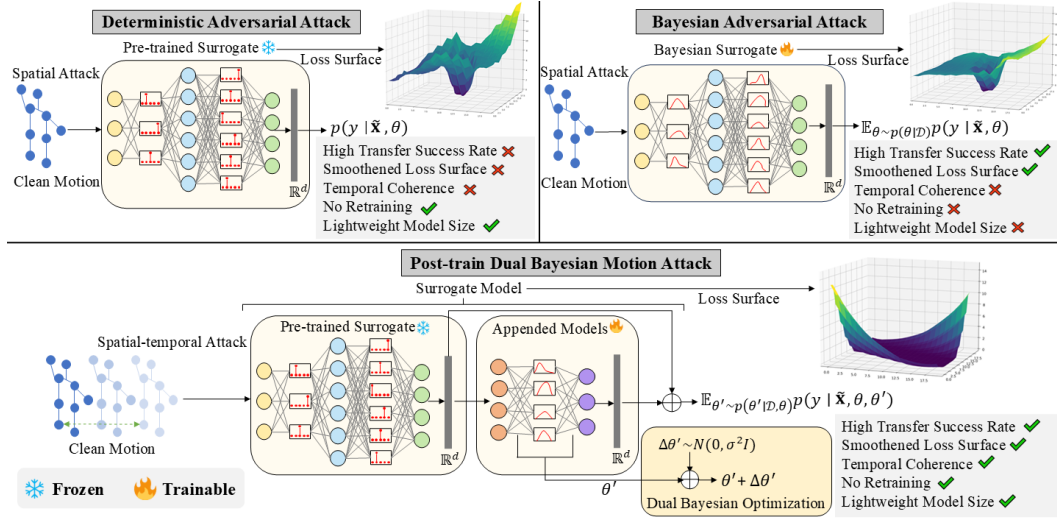 Deterministic Adversarial Attack
Pre-trained Surrogate
Loss Surface
Spatial Attack
Clean Motion
ℝ^d
p(y | x̃, θ)
High Transfer Success Rate
Smoothened Loss Surface
Temporal Coherence
No Retraining
Lightweight Model Size
Bayesian Adversarial Attack
Bayesian Surrogate
Loss Surface
Spatial Attack
Clean Motion
ℝ^d
𝔼_{θ~p(θ|𝒟)} p(y | x̃, θ)
High Transfer Success Rate
Smoothened Loss Surface
Temporal Coherence
No Retraining
Lightweight Model Size
Post-train Dual Bayesian Motion Attack
Surrogate Model
Loss Surface
Pre-trained Surrogate
Appended Models
Spatial-temporal Attack
Clean Motion
ℝ^d
ℝ^d
𝔼_{θ'~p(θ'|𝒟,θ)} p(y | x̃, θ, θ')
Δθ'~N(0, σ²I)
θ'
θ' + Δθ'
Dual Bayesian Optimization
High Transfer Success Rate
Smoothened Loss Surface
Temporal Coherence
No Retraining
Lightweight Model Size
Frozen
Trainable